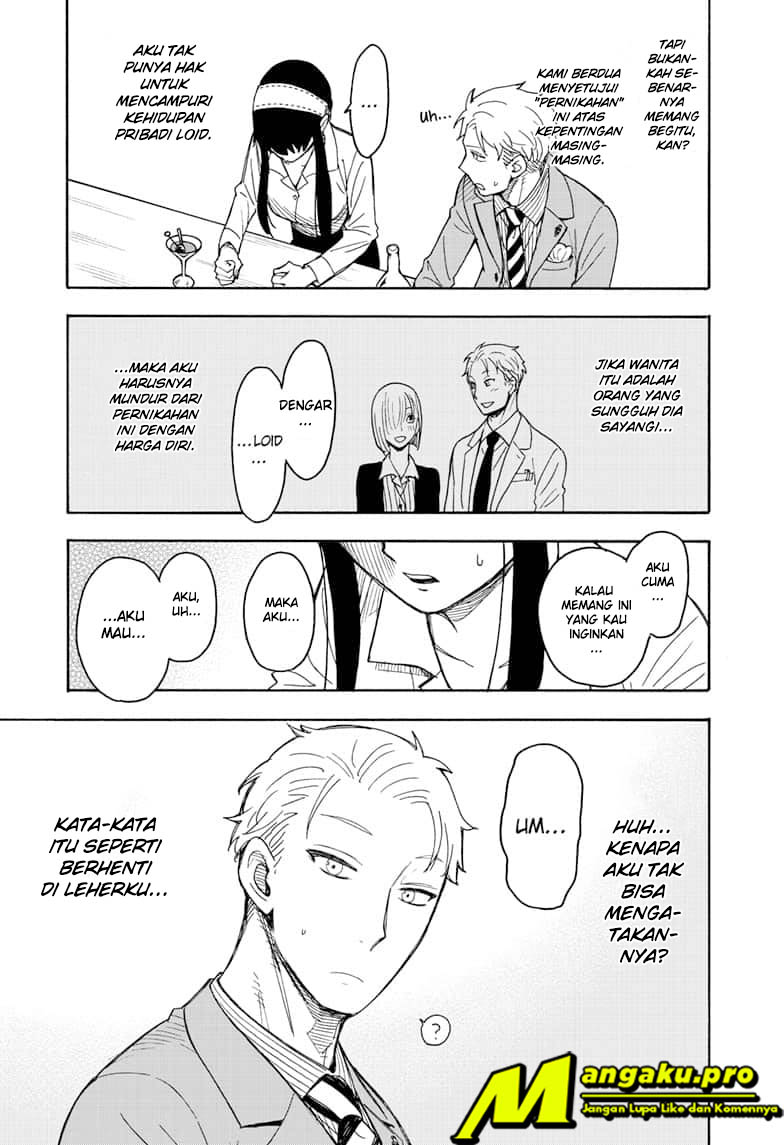 TAPI
BUKAN-
KAH SE-
BENAR-
NYA
MEMANG
BEGITU,
KAN?
KAMI BERDUA
MENYETUJUI
"PERNIKAHAN"
INI ATAS
KEPENTINGAN
MASING-
MASING.
uh...
...
AKU TAK
PUNYA HAK
UNTUK
MENCAMPURI
KEHIDUPAN
PRIBADI LOID.
JIKA WANITA
ITU ADALAH
ORANG YANG
SUNGGUH DIA
SAYANGI...
DENGAR
...
...LOID
...
...MAKA AKU
HARUSNYA
MUNDUR DARI
PERNIKAHAN
INI DENGAN
HARGA DIRI.
AKU
CUMA
...
KALAU
MEMANG INI
YANG KAU
INGINKAN
...
MAKA
AKU...
AKU,
UH...
...AKU
MAU...
UM...
HUH...
KENAPA
AKU TAK
BISA
MENGA-
TAKAN-
NYA?
KATA-KATA
ITU SEPERTI
BERHENTI
DI LEHERKU...
?
Mangaku.pro
Jangan Lupa Like dan Komennya